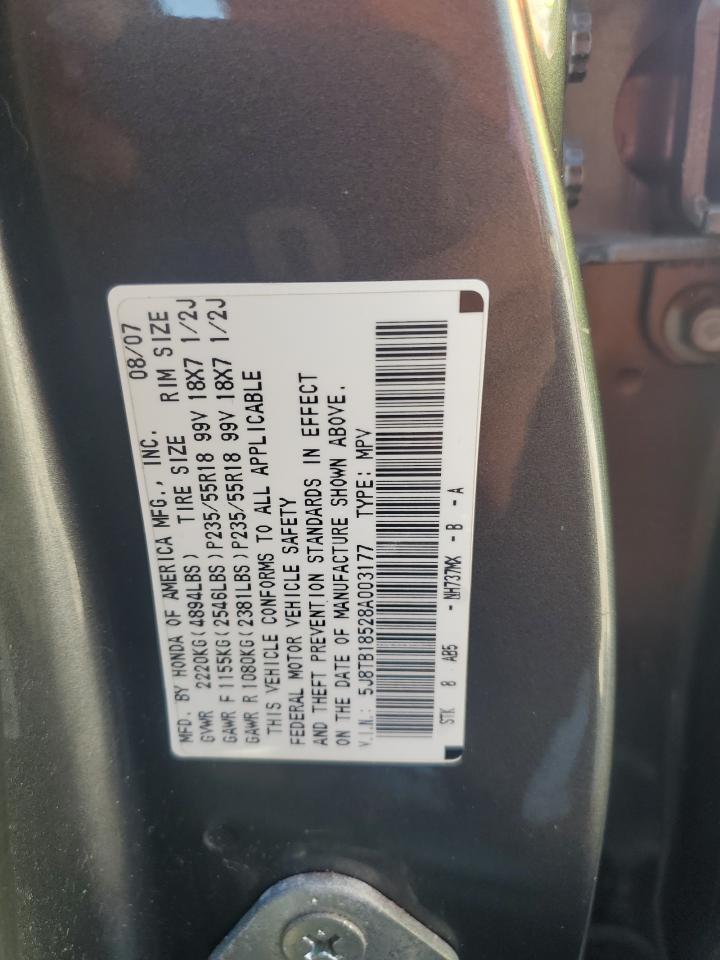 MFD. BY HONDA OF AMERICA MFG., INC. 08/07
GVWR 2220KG(4894LBS) TIRE SIZE RIM SIZE
GAWR F 1155KG(2546LBS)P235/55R18 99V 18X7 1/2J
GAWR R 1080KG(2381LBS)P235/55R18 99V 18X7 1/2J
THIS VEHICLE CONFORMS TO ALL APPLICABLE
FEDERAL MOTOR VEHICLE SAFETY
AND THEFT PREVENTION STANDARDS IN EFFECT
ON THE DATE OF MANUFACTURE SHOWN ABOVE.
V.I.N.: 5J8TB18528A003177 TYPE: MPV
STK 8 AB5 - NH737MX - B - A